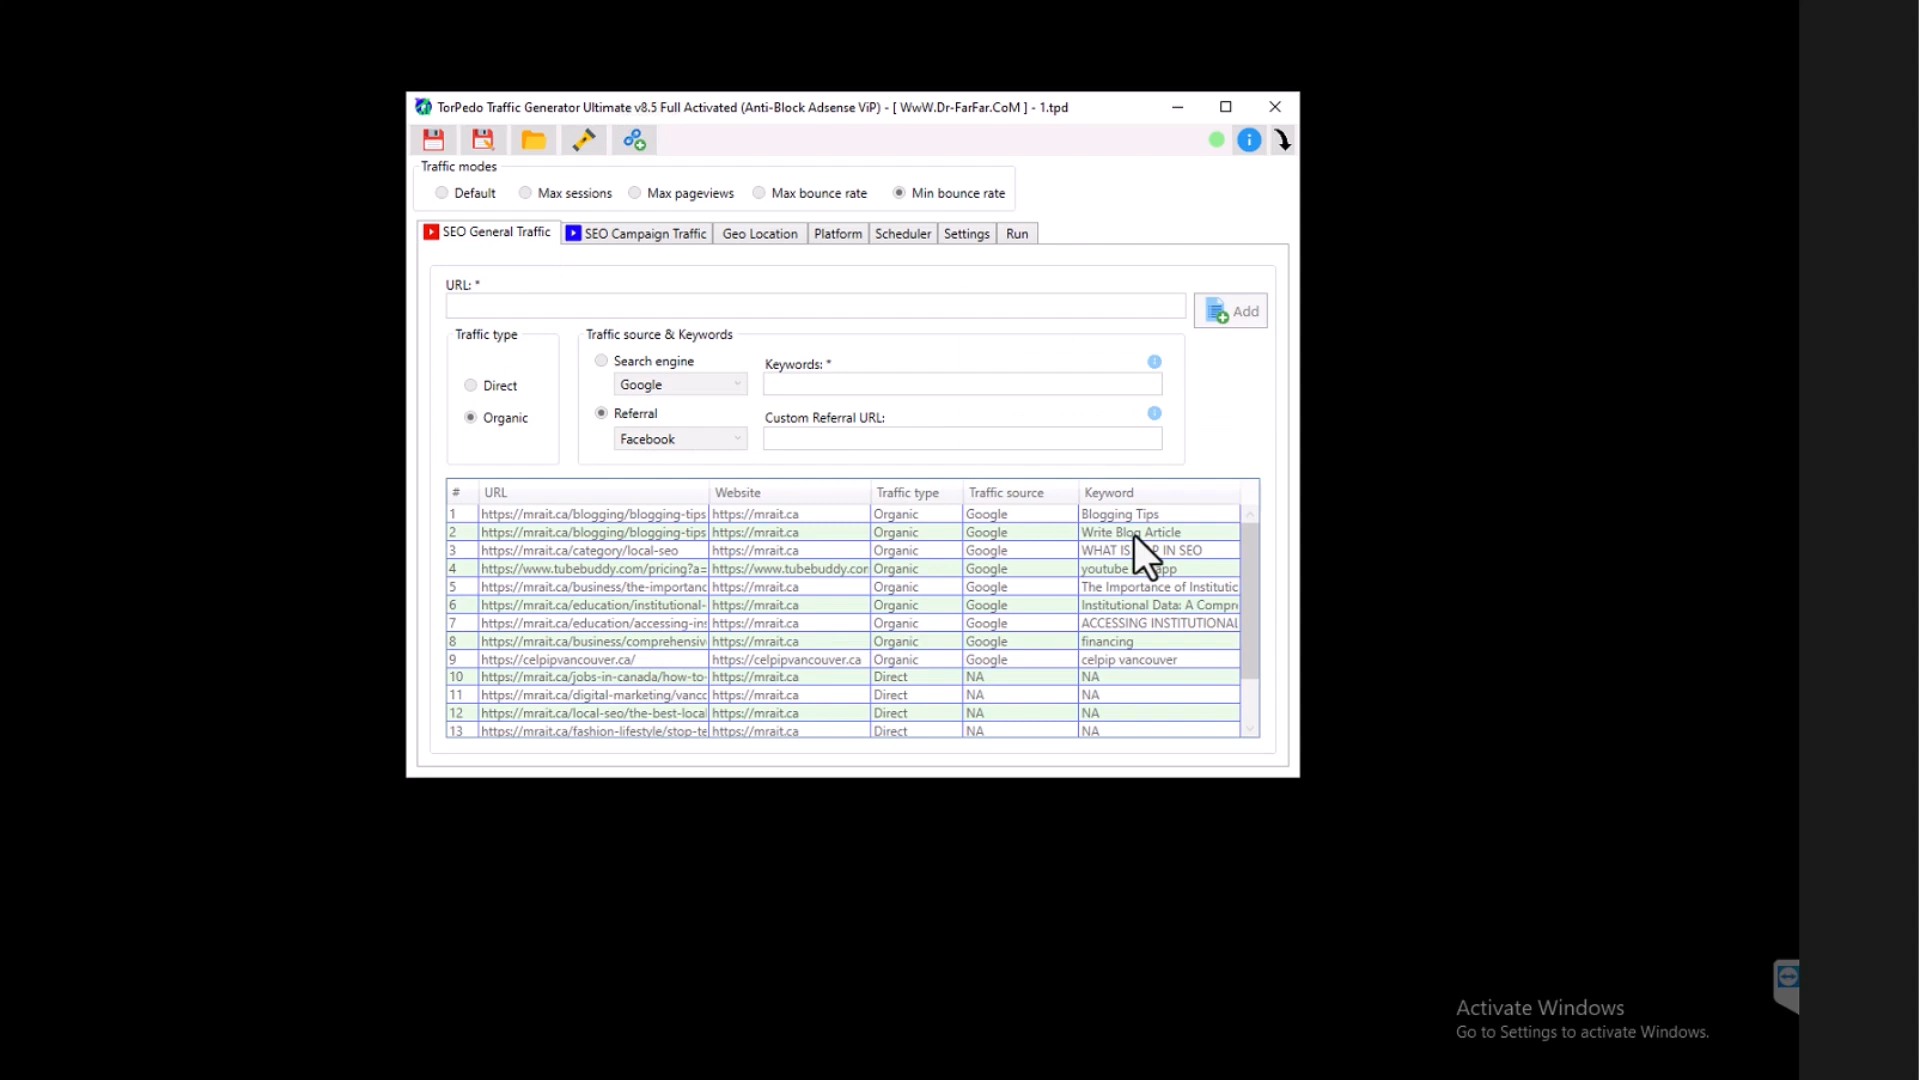 TorPedo Traffic Generator Ultimate v8.5 Full Activated (Anti-Block Adsense ViP) - [ WwW.Dr-FarFar.CoM ] - 1.tpd
Traffic modes
Default Max sessions Max pageviews Max bounce rate Min bounce rate
SEO General Traffic SEO Campaign Traffic Geo Location Platform Scheduler Settings Run
URL: *
Add
Traffic type Traffic source & Keywords
Search engine Keywords: *
Direct Google
Organic Referral Custom Referral URL:
Facebook
# URL Website Traffic type Traffic source Keyword
1 https://mrait.ca/blogging/blogging-tips https://mrait.ca Organic Google Blogging Tips
2 https://mrait.ca/blogging/blogging-tips https://mrait.ca Organic Google Write Blog Article
3 https://mrait.ca/category/local-seo https://mrait.ca Organic Google WHAT IS IN SEO
4 https://www.tubebuddy.com/pricing?a= https://www.tubebuddy.cor Organic Google youtube app
5 https://mrait.ca/business/the-importanc https://mrait.ca Organic Google The Importance of Institutic
6 https://mrait.ca/education/institutional- https://mrait.ca Organic Google Institutional Data: A Compr
7 https://mrait.ca/education/accessing-in https://mrait.ca Organic Google ACCESSING INSTITUTIONAL
8 https://mrait.ca/business/comprehensiv https://mrait.ca Organic Google financing
9 https://celpipvancouver.ca/ https://celpipvancouver.ca Organic Google celpip vancouver
10 https://mrait.ca/jobs-in-canada/how-to- https://mrait.ca Direct NA NA
11 https://mrait.ca/digital-marketing/vancc https://mrait.ca Direct NA NA
12 https://mrait.ca/local-seo/the-best-loca https://mrait.ca Direct NA NA
13 https://mrait.ca/fashion-lifestyle/stop-te https://mrait.ca Direct NA NA
Activate Windows
Go to Settings to activate Windows.